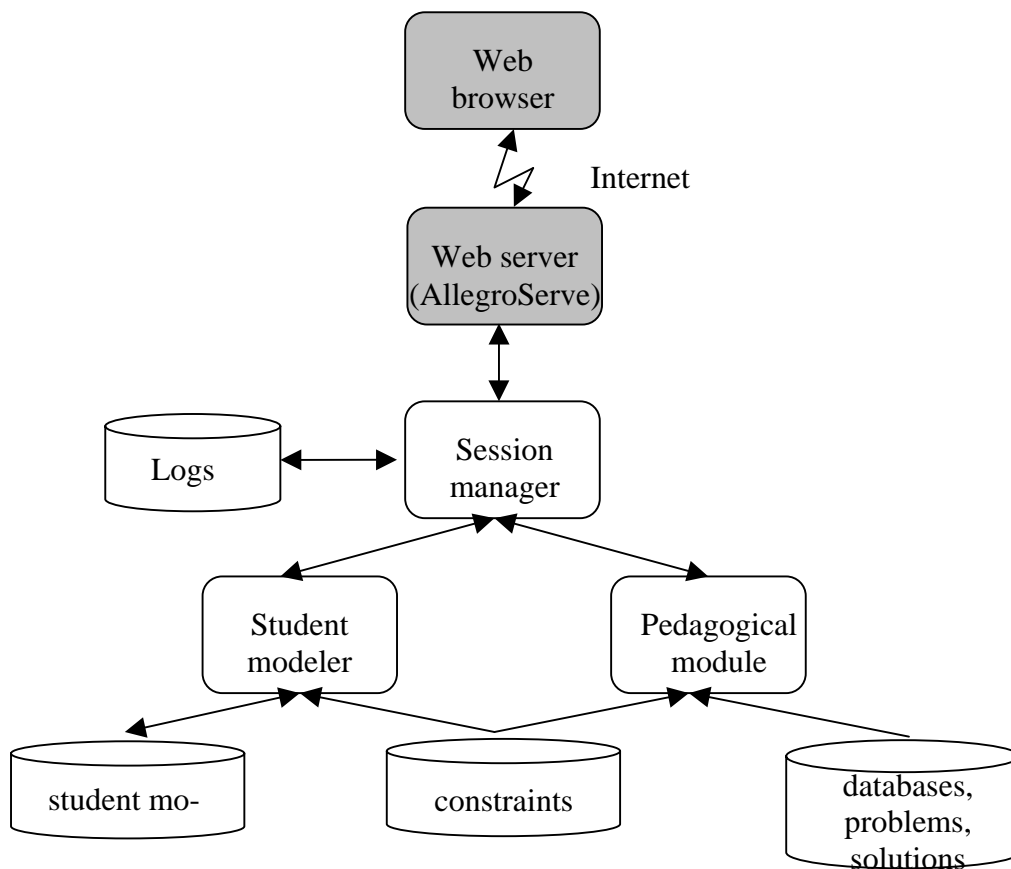 Web
browser
Internet
Web server
(AllegroServe)
Session
manager
Logs
Student
modeler
Pedagogical
module
student mo-
constraints
databases,
problems,
solutions